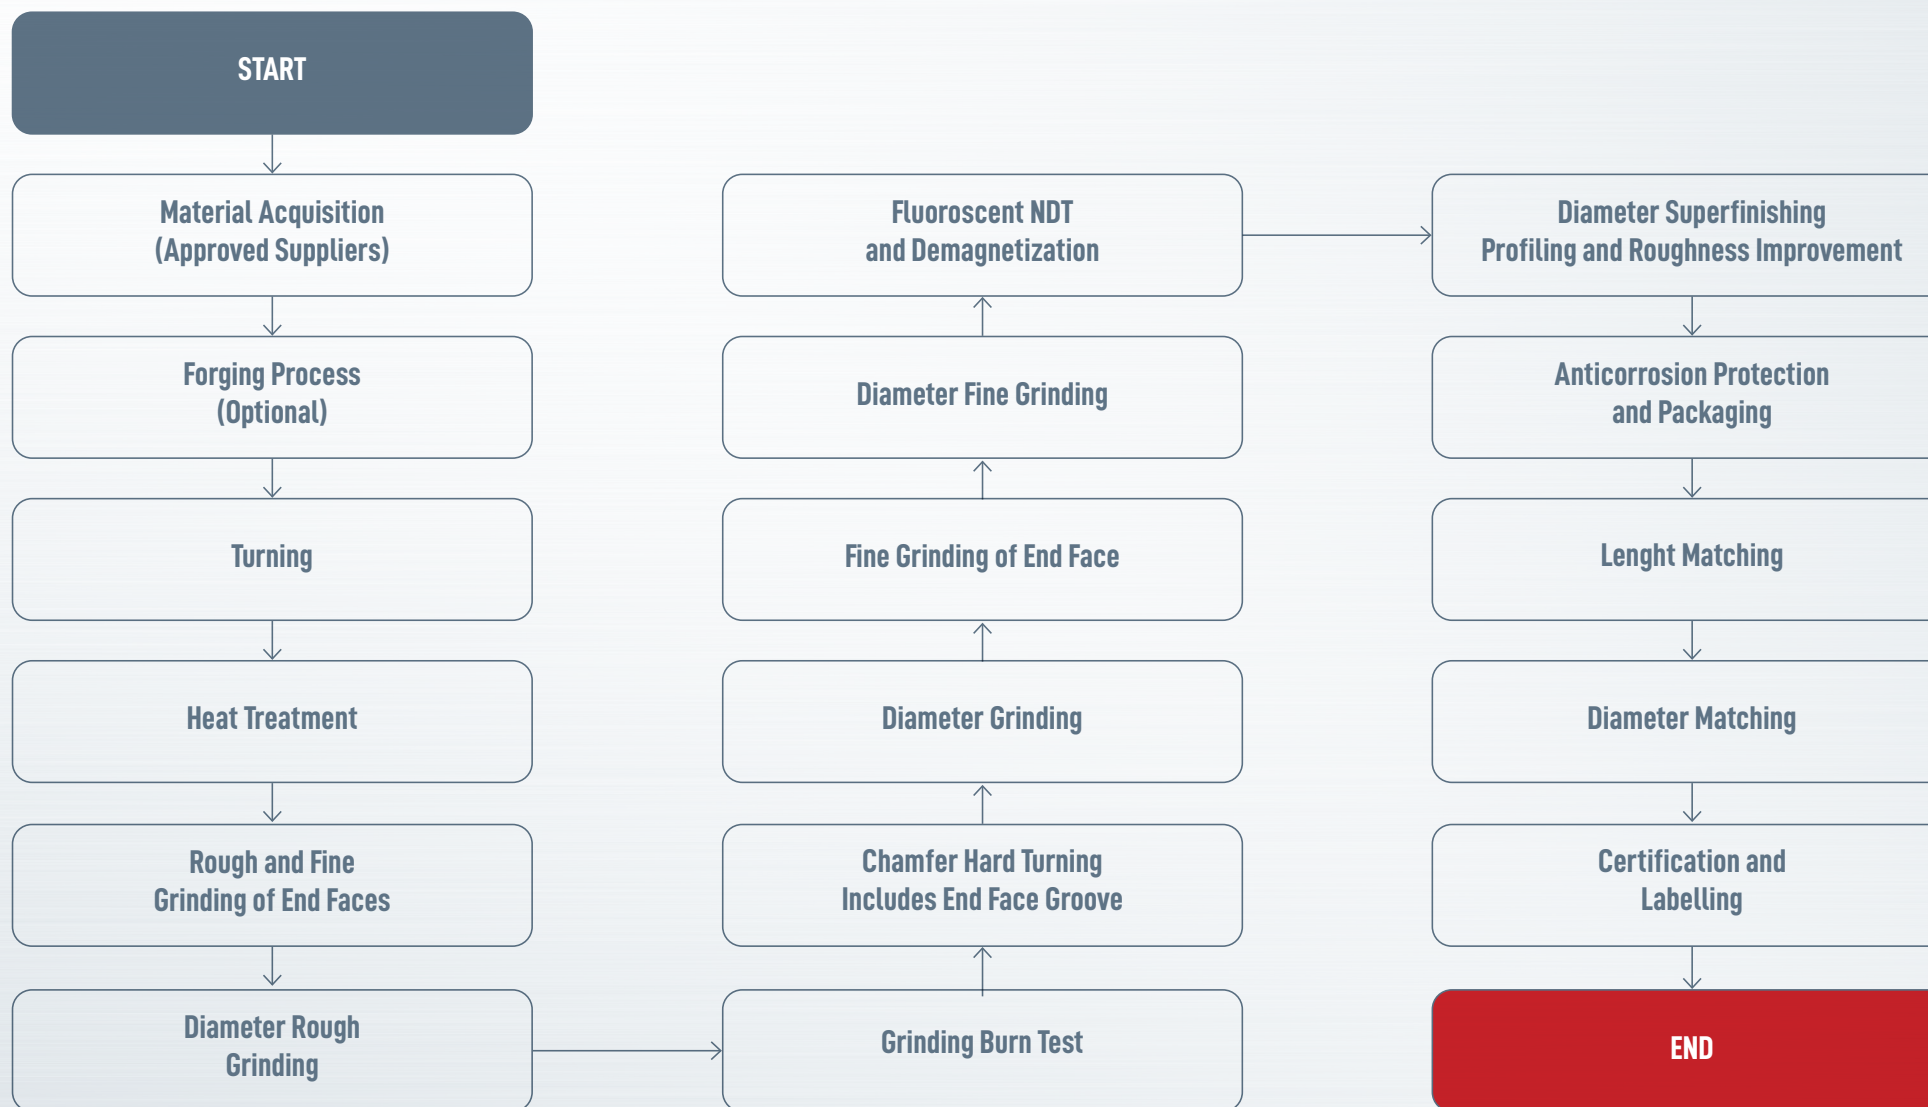 START
Material Acquisition
(Approved Suppliers)
Forging Process
(Optional)
Turning
Heat Treatment
Rough and Fine
Grinding of End Faces
Diameter Rough
Grinding
Grinding Burn Test
Chamfer Hard Turning
Includes End Face Groove
Diameter Grinding
Fine Grinding of End Face
Diameter Fine Grinding
Fluoroscent NDT
and Demagnetization
Diameter Superfinishing
Profiling and Roughness Improvement
Anticorrosion Protection
and Packaging
Lenght Matching
Diameter Matching
Certification and
Labelling
END